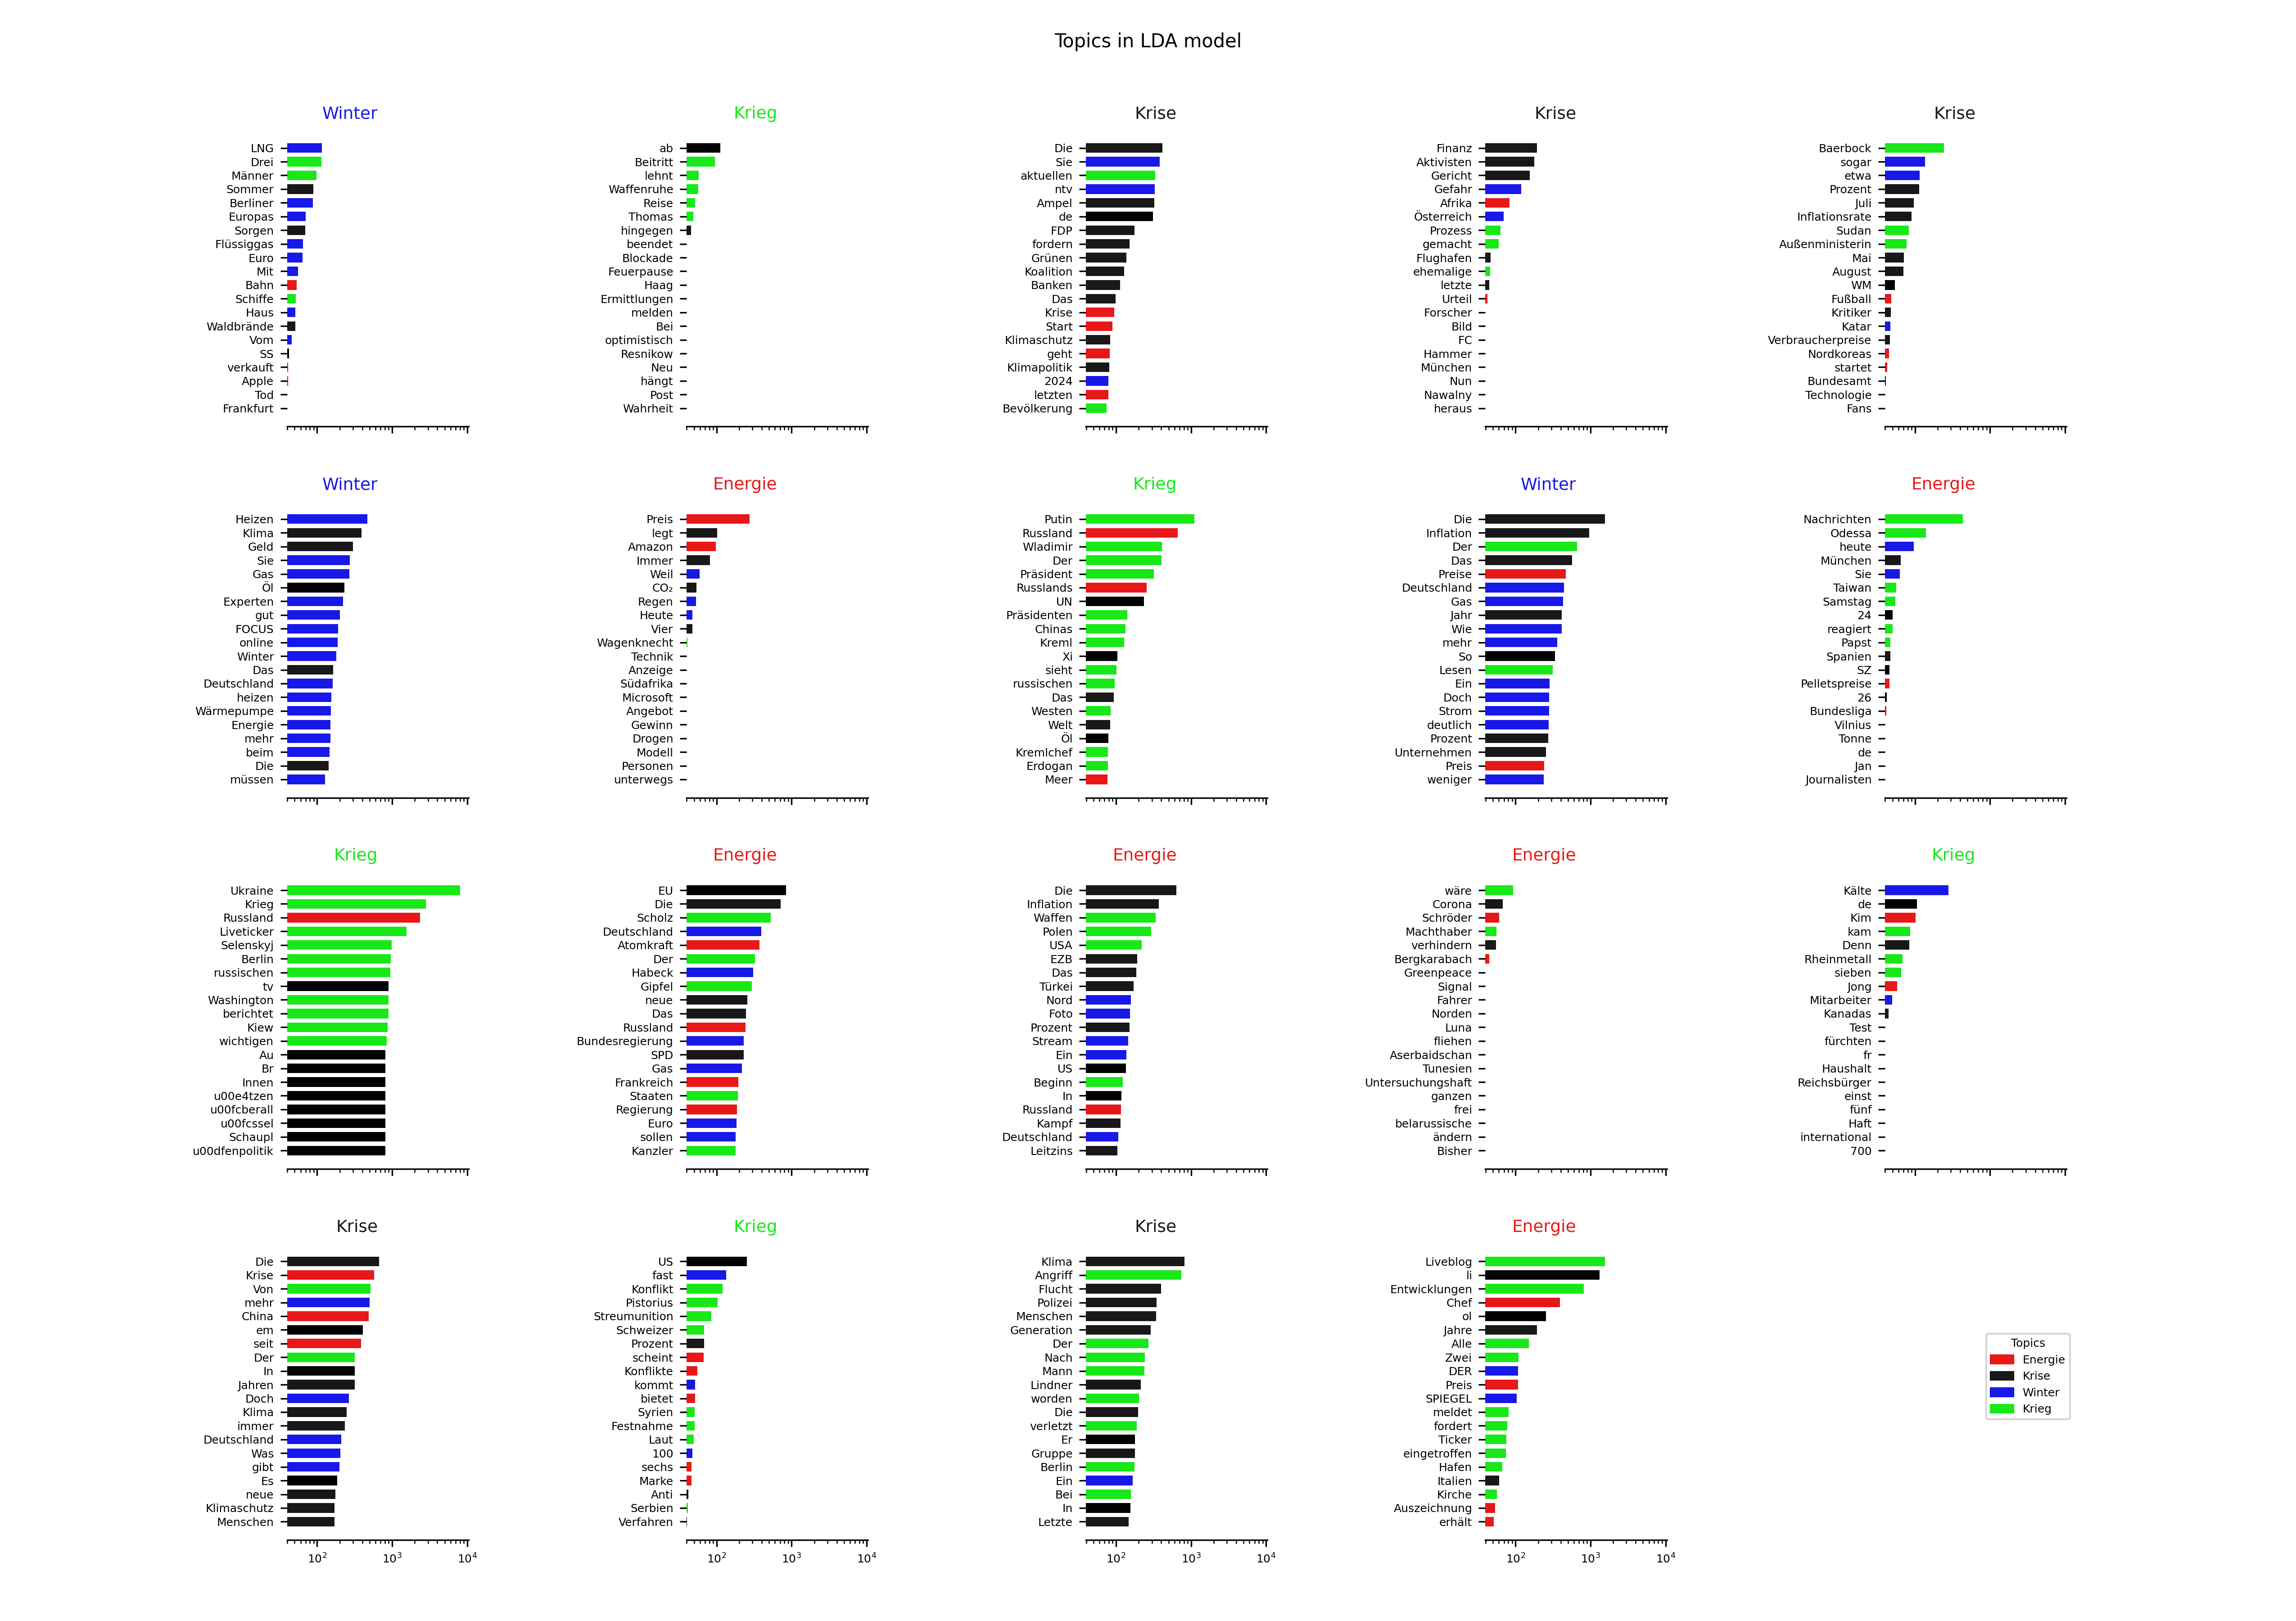 Topics in LDA model
Winter
LNG
Drei
Männer
Sommer
Berliner
Europas
Sorgen
Flüssiggas
Euro
Mit
Bahn
Schiffe
Haus
Waldbrände
Vom
SS
verkauft
Apple
Tod
Frankfurt
Krieg
ab
Beitritt
lehnt
Waffenruhe
Reise
Thomas
hingegen
beendet
Blockade
Feuerpause
Haag
Ermittlungen
melden
Bei
optimistisch
Resnikow
Neu
hängt
Post
Wahrheit
Krise
Die
Sie
aktuellen
ntv
Ampel
de
FDP
fordern
Grünen
Koalition
Banken
Das
Krise
Start
Klimaschutz
geht
Klimapolitik
2024
letzten
Bevölkerung
Krise
Finanz
Aktivisten
Gericht
Gefahr
Afrika
Österreich
Prozess
gemacht
Flughafen
ehemalige
letzte
Urteil
Forscher
Bild
FC
Hammer
München
Nun
Nawalny
heraus
Krise
Baerbock
sogar
etwa
Prozent
Juli
Inflationsrate
Sudan
Außenministerin
Mai
August
WM
Fußball
Kritiker
Katar
Verbraucherpreise
Nordkoreas
startet
Bundesamt
Technologie
Fans
Winter
Heizen
Klima
Geld
Sie
Gas
Öl
Experten
gut
FOCUS
online
Winter
Das
Deutschland
heizen
Wärmepumpe
Energie
mehr
beim
Die
müssen
Energie
Preis
legt
Amazon
Immer
Weil
CO₂
Regen
Heute
Vier
Wagenknecht
Technik
Anzeige
Südafrika
Microsoft
Angebot
Gewinn
Drogen
Modell
Personen
unterwegs
Krieg
Putin
Russland
Wladimir
Der
Präsident
Russlands
UN
Präsidenten
Chinas
Kreml
Xi
sieht
russischen
Das
Westen
Welt
Öl
Kremlchef
Erdogan
Meer
Winter
Die
Inflation
Der
Das
Preise
Deutschland
Gas
Jahr
Wie
mehr
So
Lesen
Ein
Doch
Strom
deutlich
Prozent
Unternehmen
Preis
weniger
Energie
Nachrichten
Odessa
heute
München
Sie
Taiwan
Samstag
24
reagiert
Papst
Spanien
SZ
Pelletspreise
26
Bundesliga
Vilnius
Tonne
de
Jan
Journalisten
Krieg
Ukraine
Krieg
Russland
Liveticker
Selenskyj
Berlin
russischen
tv
Washington
berichtet
Kiew
wichtigen
Au
Br
Innen
u00e4tzen
u00fcberall
u00fcssel
Schaupl
u00dfenpolitik
Energie
EU
Die
Scholz
Deutschland
Atomkraft
Der
Habeck
Gipfel
neue
Das
Russland
Bundesregierung
SPD
Gas
Frankreich
Staaten
Regierung
Euro
sollen
Kanzler
Energie
Die
Inflation
Waffen
Polen
USA
EZB
Das
Türkei
Nord
Foto
Prozent
Stream
Ein
US
Beginn
In
Russland
Kampf
Deutschland
Leitzins
Energie
wäre
Corona
Schröder
Machthaber
verhindern
Bergkarabach
Greenpeace
Signal
Fahrer
Norden
Luna
fliehen
Aserbaidschan
Tunesien
Untersuchungshaft
ganzen
frei
belarussische
ändern
Bisher
Krieg
Kälte
de
Kim
kam
Denn
Rheinmetall
sieben
Jong
Mitarbeiter
Kanadas
Test
fürchten
fr
Haushalt
Reichsbürger
einst
fünf
Haft
international
700
Krise
Die
Krise
Von
mehr
China
em
seit
Der
In
Jahren
Doch
Klima
immer
Deutschland
Was
gibt
Es
neue
Klimaschutz
Menschen
10² 10³ 10⁴
Krieg
US
fast
Konflikt
Pistorius
Streumunition
Schweizer
Prozent
scheint
Konflikte
kommt
bietet
Syrien
Festnahme
Laut
100
sechs
Marke
Anti
Serbien
Verfahren
10² 10³ 10⁴
Krise
Klima
Angriff
Flucht
Polizei
Menschen
Generation
Der
Nach
Mann
Lindner
worden
Die
verletzt
Er
Gruppe
Berlin
Ein
Bei
In
Letzte
10² 10³ 10⁴
Energie
Liveblog
li
Entwicklungen
Chef
ol
Jahre
Alle
Zwei
DER
Preis
SPIEGEL
meldet
fordert
Ticker
eingetroffen
Hafen
Italien
Kirche
Auszeichnung
erhält
10² 10³ 10⁴
Topics
Energie
Krise
Winter
Krieg